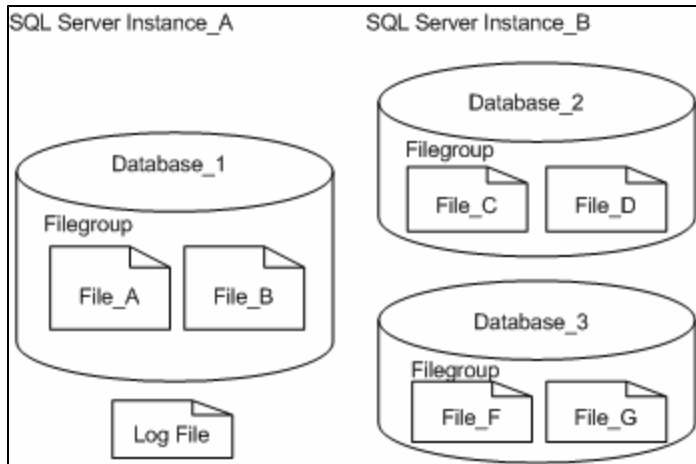 SQL Server Instance_A
Database_1
Filegroup
File_A
File_B
Log File
SQL Server Instance_B
Database_2
Filegroup
File_C
File_D
Database_3
Filegroup
File_F
File_G